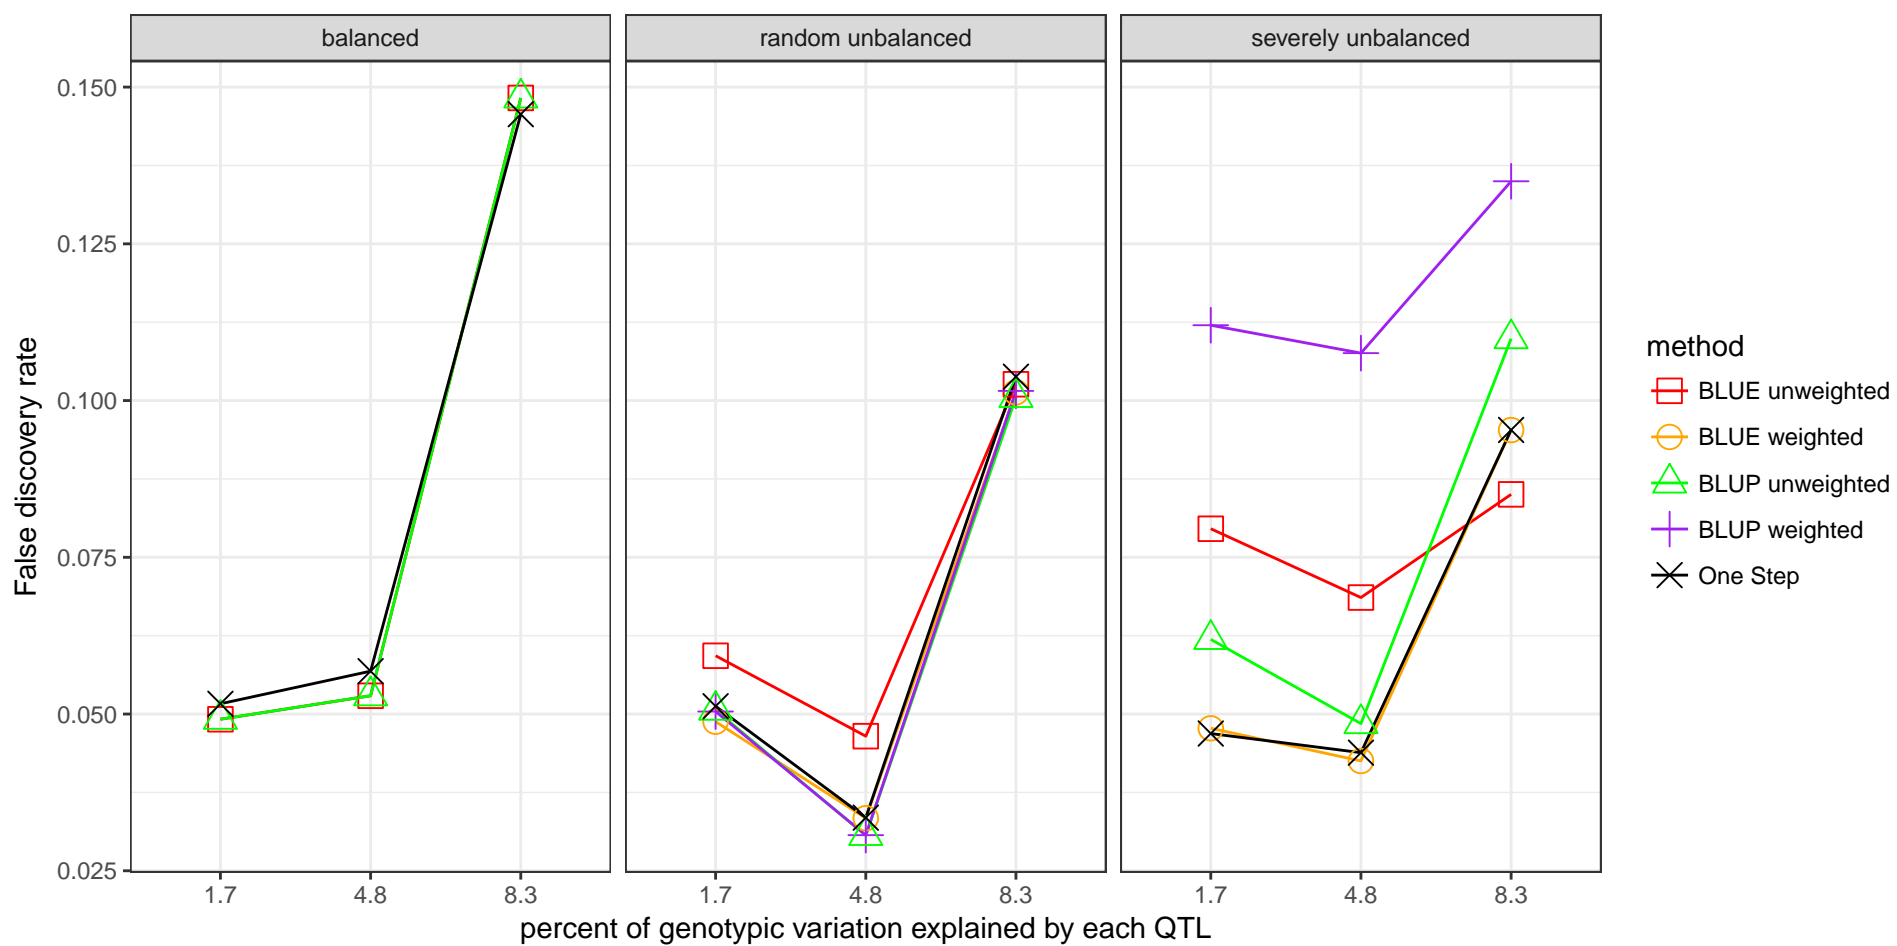 balanced
random unbalanced
severely unbalanced
0.150
0.125
0.100
0.075
0.050
0.025
False discovery rate
1.7 4.8 8.3
1.7 4.8 8.3
1.7 4.8 8.3
percent of genotypic variation explained by each QTL
method
BLUE unweighted
BLUE weighted
BLUP unweighted
BLUP weighted
One Step